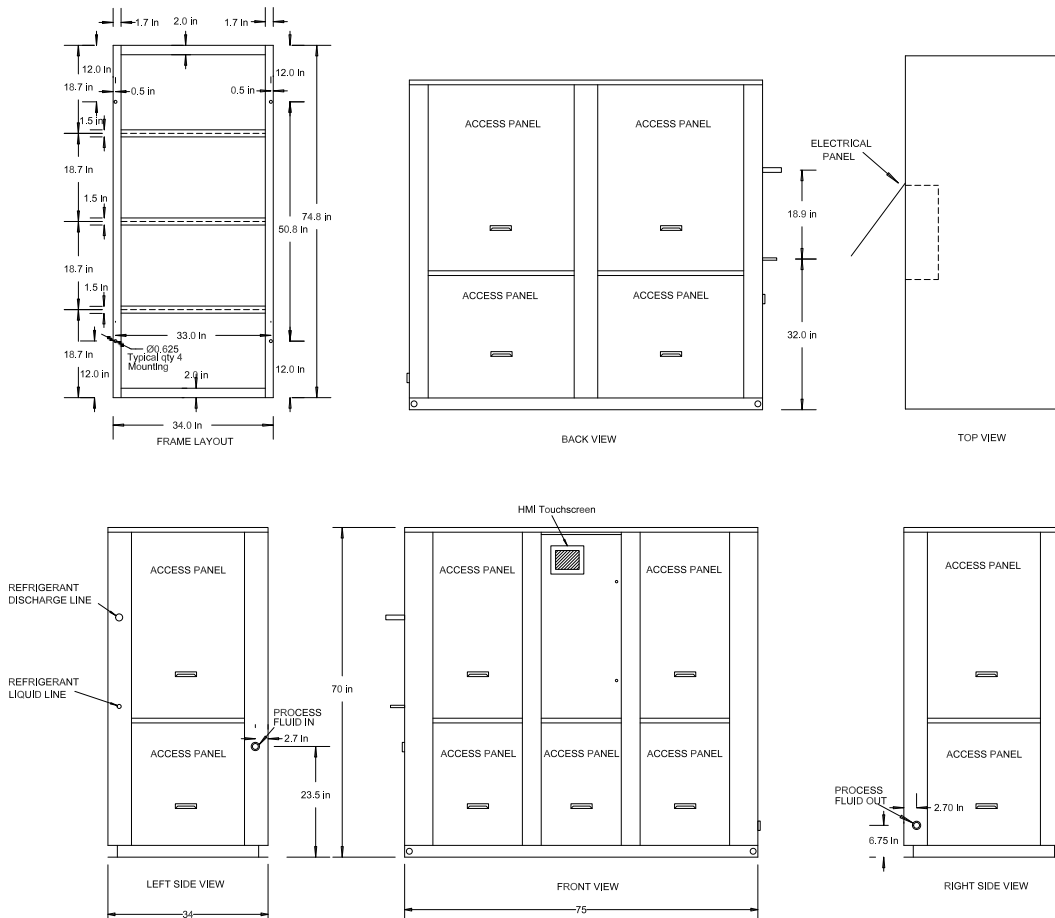 1.7 In
2.0 in
1.7 In
12.0 In
12.0 In
18.7 in
0.5 in
0.5 in
1.5 in
18.7 In
1.5 In
74.8 in
50.8 in
18.7 in
1.5 In
33.0 In
Ø0.625
Typical qty 4
Mounting
18.7 In
12.0 in
2.0 in
12.0 In
34.0 In
FRAME LAYOUT
ACCESS PANEL
ACCESS PANEL
ACCESS PANEL
ACCESS PANEL
18.9 in
32.0 in
BACK VIEW
ELECTRICAL
PANEL
TOP VIEW
REFRIGERANT
DISCHARGE LINE
REFRIGERANT
LIQUID LINE
ACCESS PANEL
ACCESS PANEL
PROCESS
FLUID IN
2.7 In
23.5 in
LEFT SIDE VIEW
34
HMI Touchscreen
70 in
ACCESS PANEL
ACCESS PANEL
ACCESS PANEL
ACCESS PANEL
ACCESS PANEL
FRONT VIEW
75
ACCESS PANEL
ACCESS PANEL
PROCESS
FLUID OUT
2.70 In
6.75 In
RIGHT SIDE VIEW